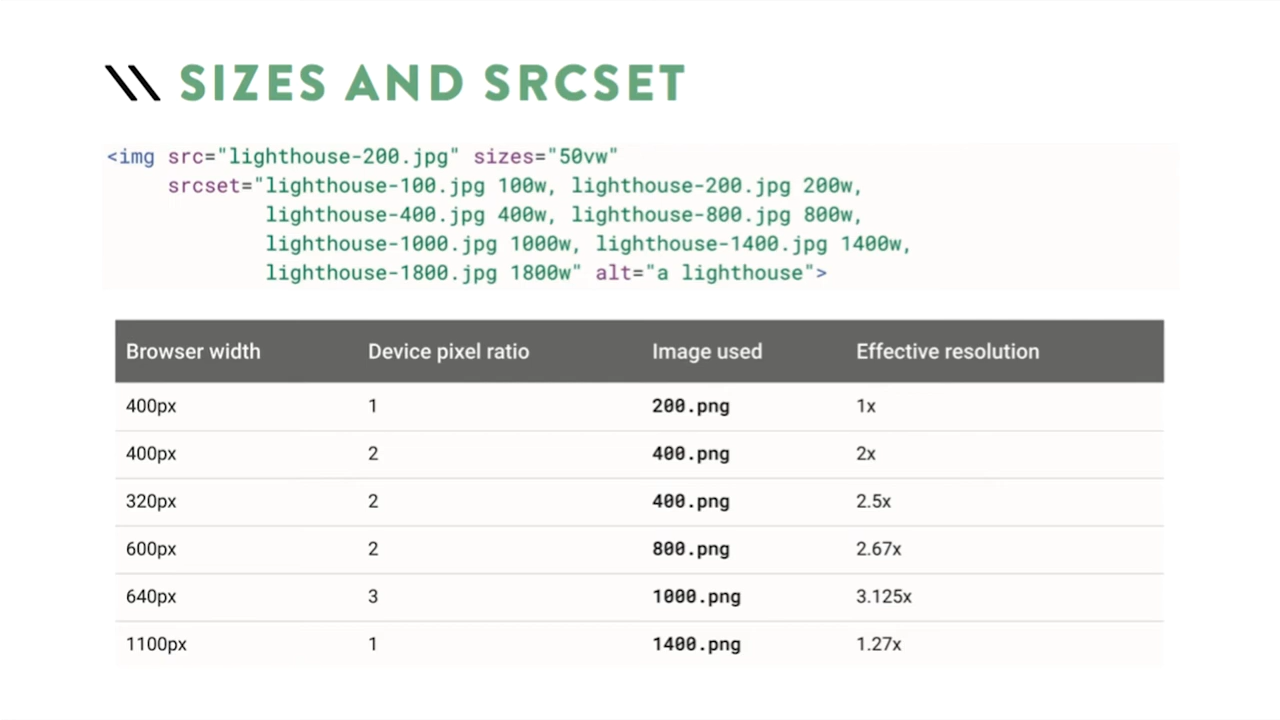 \\ SIZES AND SRCSET
<img src="lighthouse-200.jpg" sizes="50vw"
srcset="lighthouse-100.jpg 100w, lighthouse-200.jpg 200w,
lighthouse-400.jpg 400w, lighthouse-800.jpg 800w,
lighthouse-1000.jpg 1000w, lighthouse-1400.jpg 1400w,
lighthouse-1800.jpg 1800w" alt="a lighthouse">
Browser width Device pixel ratio Image used Effective resolution
400px 1 200.png 1x
400px 2 400.png 2x
320px 2 400.png 2.5x
600px 2 800.png 2.67x
640px 3 1000.png 3.125x
1100px 1 1400.png 1.27x